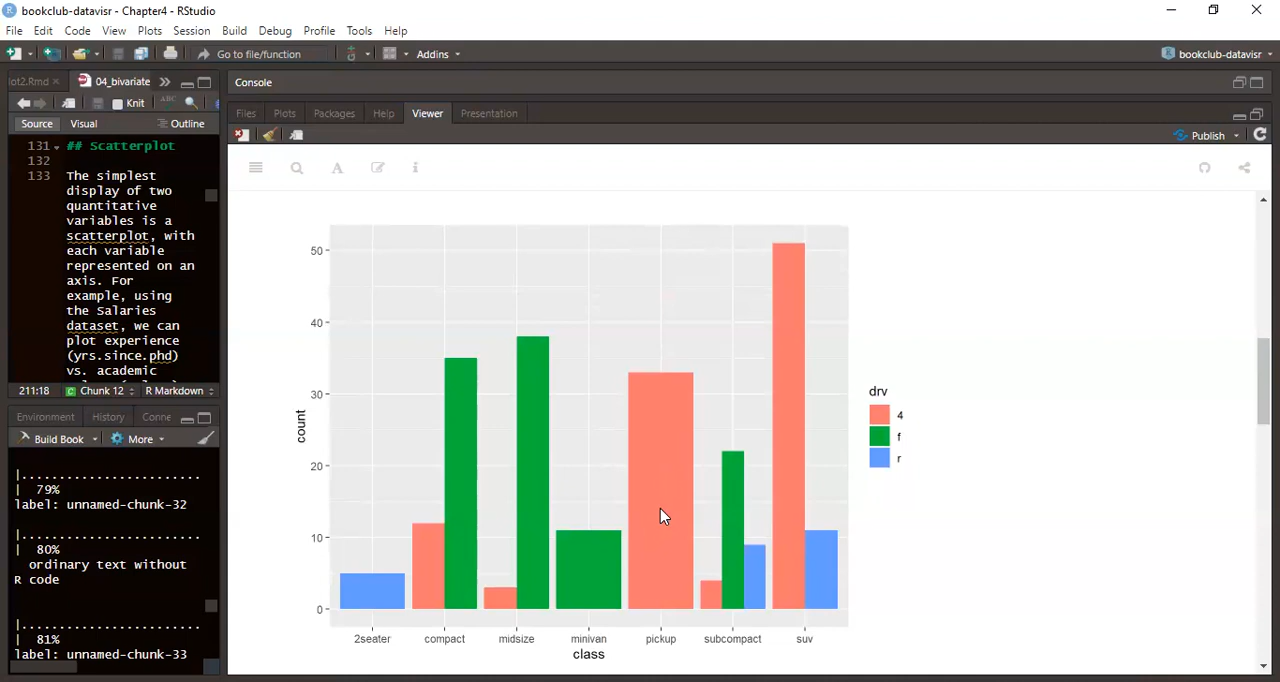 bookclub-datavisr - Chapter4 - RStudio
File Edit Code View Plots Session Build Debug Profile Tools Help
Go to file/function
Addins
bookclub-datavisr
lot2.Rmd
04_bivariate
Console
Knit
ABC
Files Plots Packages Help Viewer Presentation
Source Visual Outline
Publish
131 ## Scatterplot
132
133 The simplest
display of two
quantitative
variables is a
scatterplot, with
each variable
represented on an
axis. For
example, using
the Salaries
dataset, we can
plot experience
(yrs.since.phd)
vs. academic
211:18 Chunk 12 R Markdown
Environment History Conne
Build Book More
|........................
| 79%
label: unnamed-chunk-32
|........................
| 80%
ordinary text without
R code
|........................
| 81%
label: unnamed-chunk-33
A
i
50
40
30
20
10
0
count
2seater compact midsize minivan pickup subcompact suv
class
drv
4
f
r